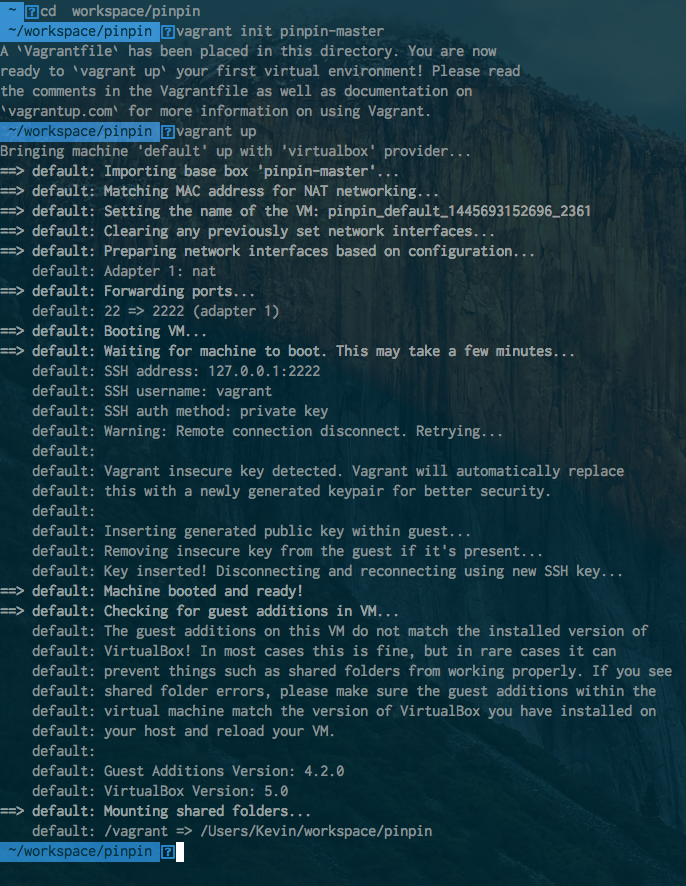 ~ ?cd  workspace/pinpin
~/workspace/pinpin ?vagrant init pinpin-master
A `Vagrantfile` has been placed in this directory. You are now
ready to `vagrant up` your first virtual environment! Please read
the comments in the Vagrantfile as well as documentation on
`vagrantup.com` for more information on using Vagrant.
~/workspace/pinpin ?vagrant up
Bringing machine 'default' up with 'virtualbox' provider...
==> default: Importing base box 'pinpin-master'...
==> default: Matching MAC address for NAT networking...
==> default: Setting the name of the VM: pinpin_default_1445693152696_2361
==> default: Clearing any previously set network interfaces...
==> default: Preparing network interfaces based on configuration...
    default: Adapter 1: nat
==> default: Forwarding ports...
    default: 22 => 2222 (adapter 1)
==> default: Booting VM...
==> default: Waiting for machine to boot. This may take a few minutes...
    default: SSH address: 127.0.0.1:2222
    default: SSH username: vagrant
    default: SSH auth method: private key
    default: Warning: Remote connection disconnect. Retrying...
    default:
    default: Vagrant insecure key detected. Vagrant will automatically replace
    default: this with a newly generated keypair for better security.
    default:
    default: Inserting generated public key within guest...
    default: Removing insecure key from the guest if it's present...
    default: Key inserted! Disconnecting and reconnecting using new SSH key...
==> default: Machine booted and ready!
==> default: Checking for guest additions in VM...
    default: The guest additions on this VM do not match the installed version of
    default: VirtualBox! In most cases this is fine, but in rare cases it can
    default: prevent things such as shared folders from working properly. If you see
    default: shared folder errors, please make sure the guest additions within the
    default: virtual machine match the version of VirtualBox you have installed on
    default: your host and reload your VM.
    default:
    default: Guest Additions Version: 4.2.0
    default: VirtualBox Version: 5.0
==> default: Mounting shared folders...
    default: /vagrant => /Users/Kevin/workspace/pinpin
~/workspace/pinpin ?